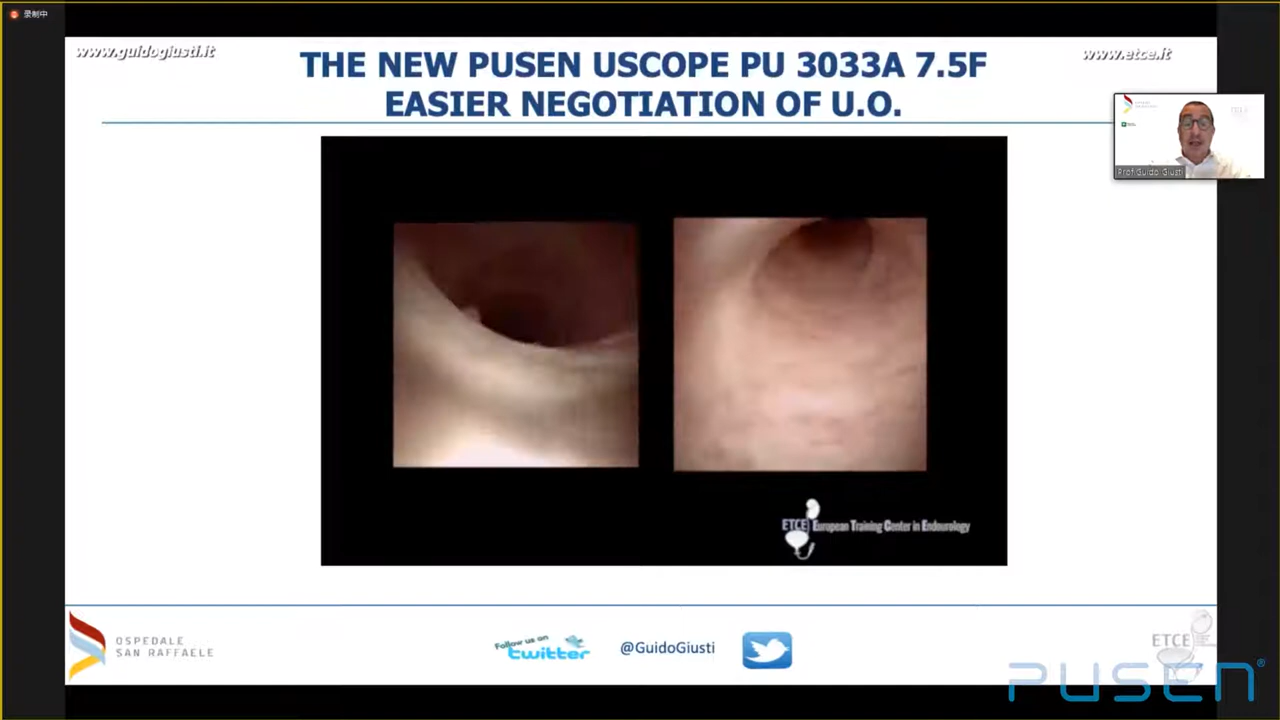 录制中
www.guidogiusti.it
www.etce.it
THE NEW PUSEN USCOPE PU 3033A 7.5F
EASIER NEGOTIATION OF U.O.
Prof.Guido Giusti
ETCE European Training Center in Endourology
OSPEDALE
SAN RAFFAELE
Follow us on
twitter
@GuidoGiusti
ETCE
PUSEN®